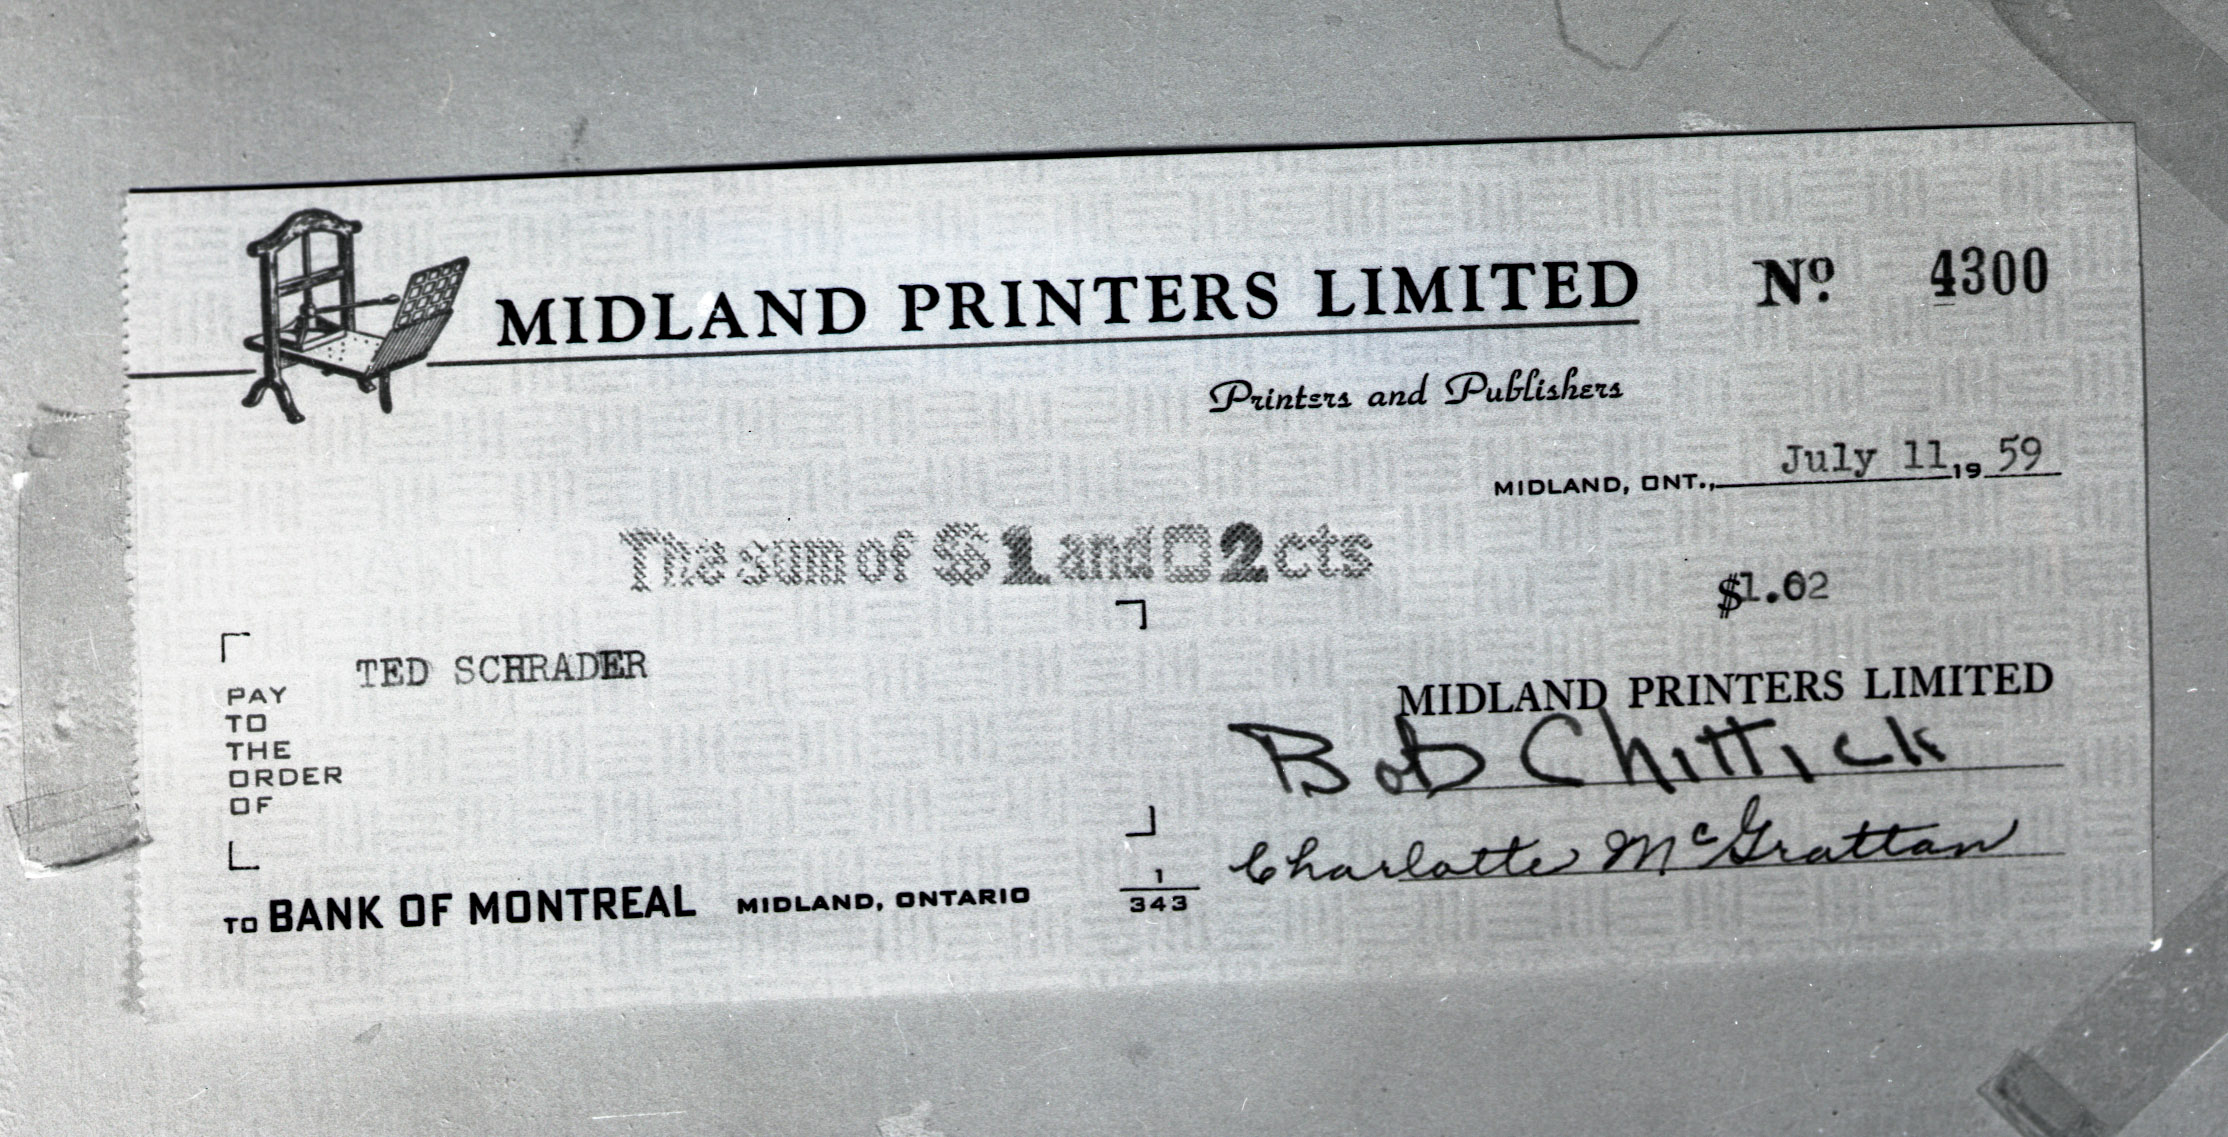 MIDLAND PRINTERS LIMITED
Nº. 4300
Printers and Publishers
MIDLAND, ONT., July 11, 19 59
The sum of $1 and 02 cts
$1.02
PAY
TO
THE
ORDER
OF
TED SCHRADER
MIDLAND PRINTERS LIMITED
Bob Chittick
Charlotte McGrattan
TO BANK OF MONTREAL MIDLAND, ONTARIO
1
343